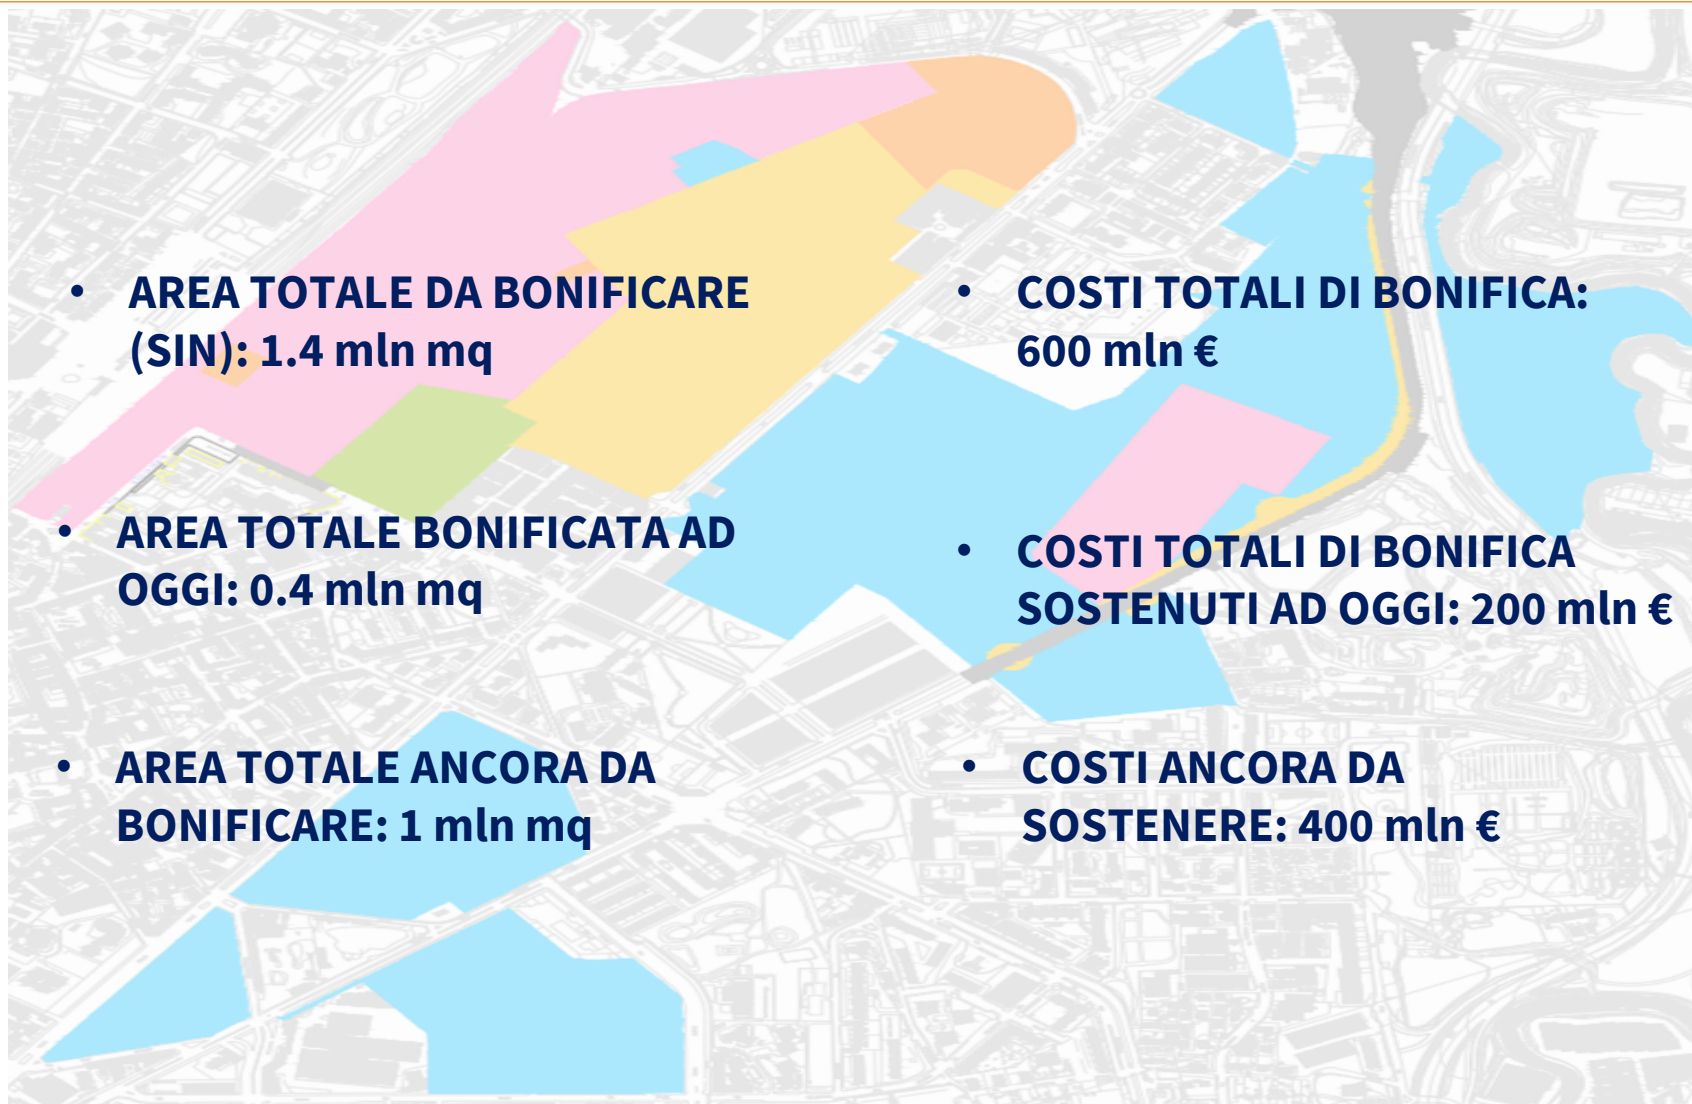 • AREA TOTALE DA BONIFICARE
(SIN): 1.4 mln mq
• AREA TOTALE BONIFICATA AD
OGGI: 0.4 mln mq
• AREA TOTALE ANCORA DA
BONIFICARE: 1 mln mq
• COSTI TOTALI DI BONIFICA:
600 mln €
• COSTI TOTALI DI BONIFICA
SOSTENUTI AD OGGI: 200 mln €
• COSTI ANCORA DA
SOSTENERE: 400 mln €